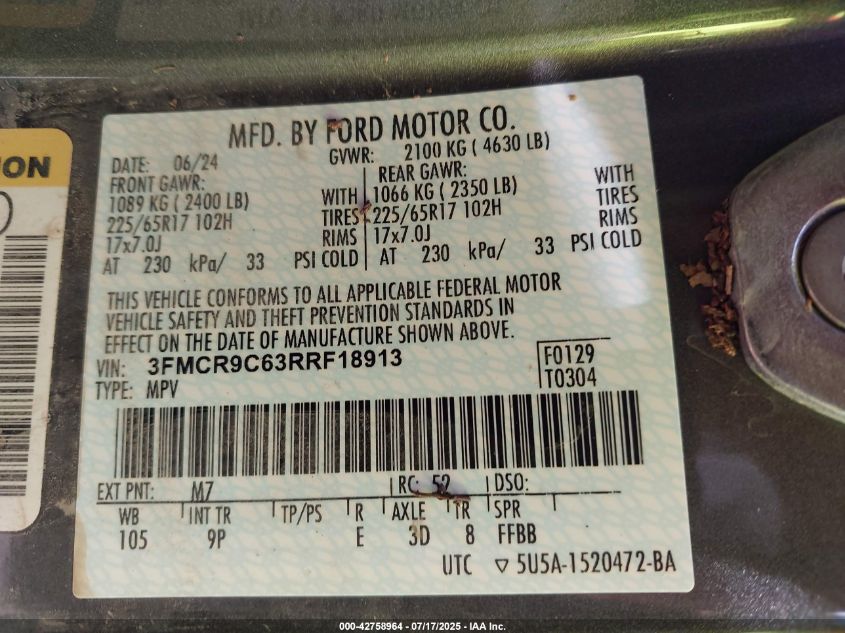 MFD. BY FORD MOTOR CO.
DATE: 06/24 GVWR: 2100 KG ( 4630 LB)
FRONT GAWR: REAR GAWR:
1089 KG ( 2400 LB) WITH 1066 KG ( 2350 LB) WITH
225/65R17 102H TIRES 225/65R17 102H TIRES
17x7.0J RIMS 17x7.0J RIMS
AT 230 kPa/ 33 PSI COLD AT 230 kPa/ 33 PSI COLD
THIS VEHICLE CONFORMS TO ALL APPLICABLE FEDERAL MOTOR
VEHICLE SAFETY AND THEFT PREVENTION STANDARDS IN
EFFECT ON THE DATE OF MANUFACTURE SHOWN ABOVE.
VIN: 3FMCR9C63RRF18913 F0129
TYPE: MPV T0304
EXT PNT: M7 RC: 52 DSO:
WB INT TR TP/PS R AXLE TR SPR
105 9P E 3D 8 FFBB
UTC ▽ 5U5A-1520472-BA
000-42758964 / 07/17/2025 - IAA Inc.